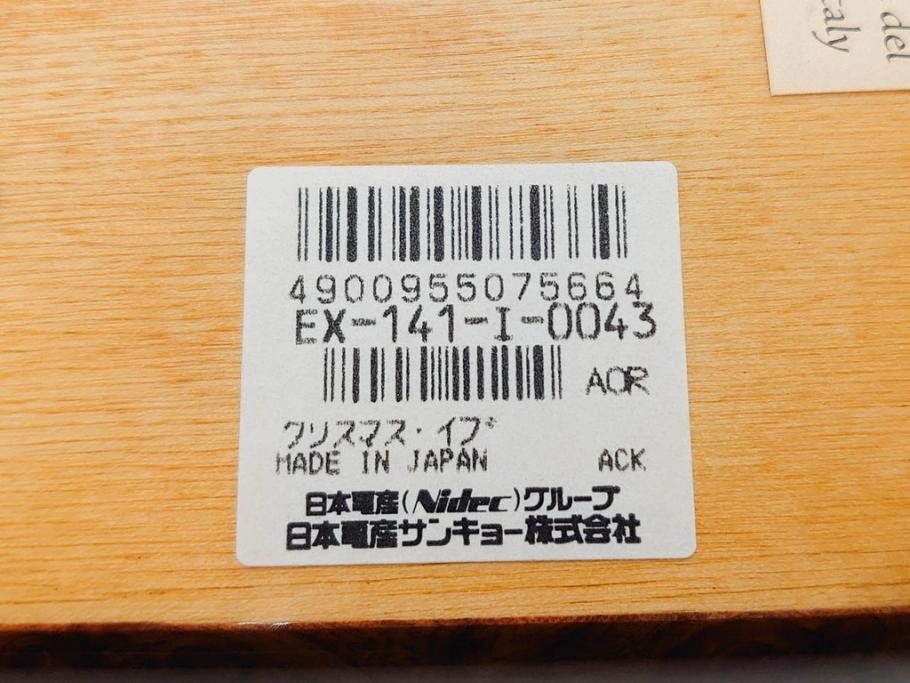 del
taly
4900955075664
EX-141-I-0043
AOR
クリスマス・イブ
MADE IN JAPAN ACK
日本電産(Nidec)グループ
日本電産サンキョー株式会社